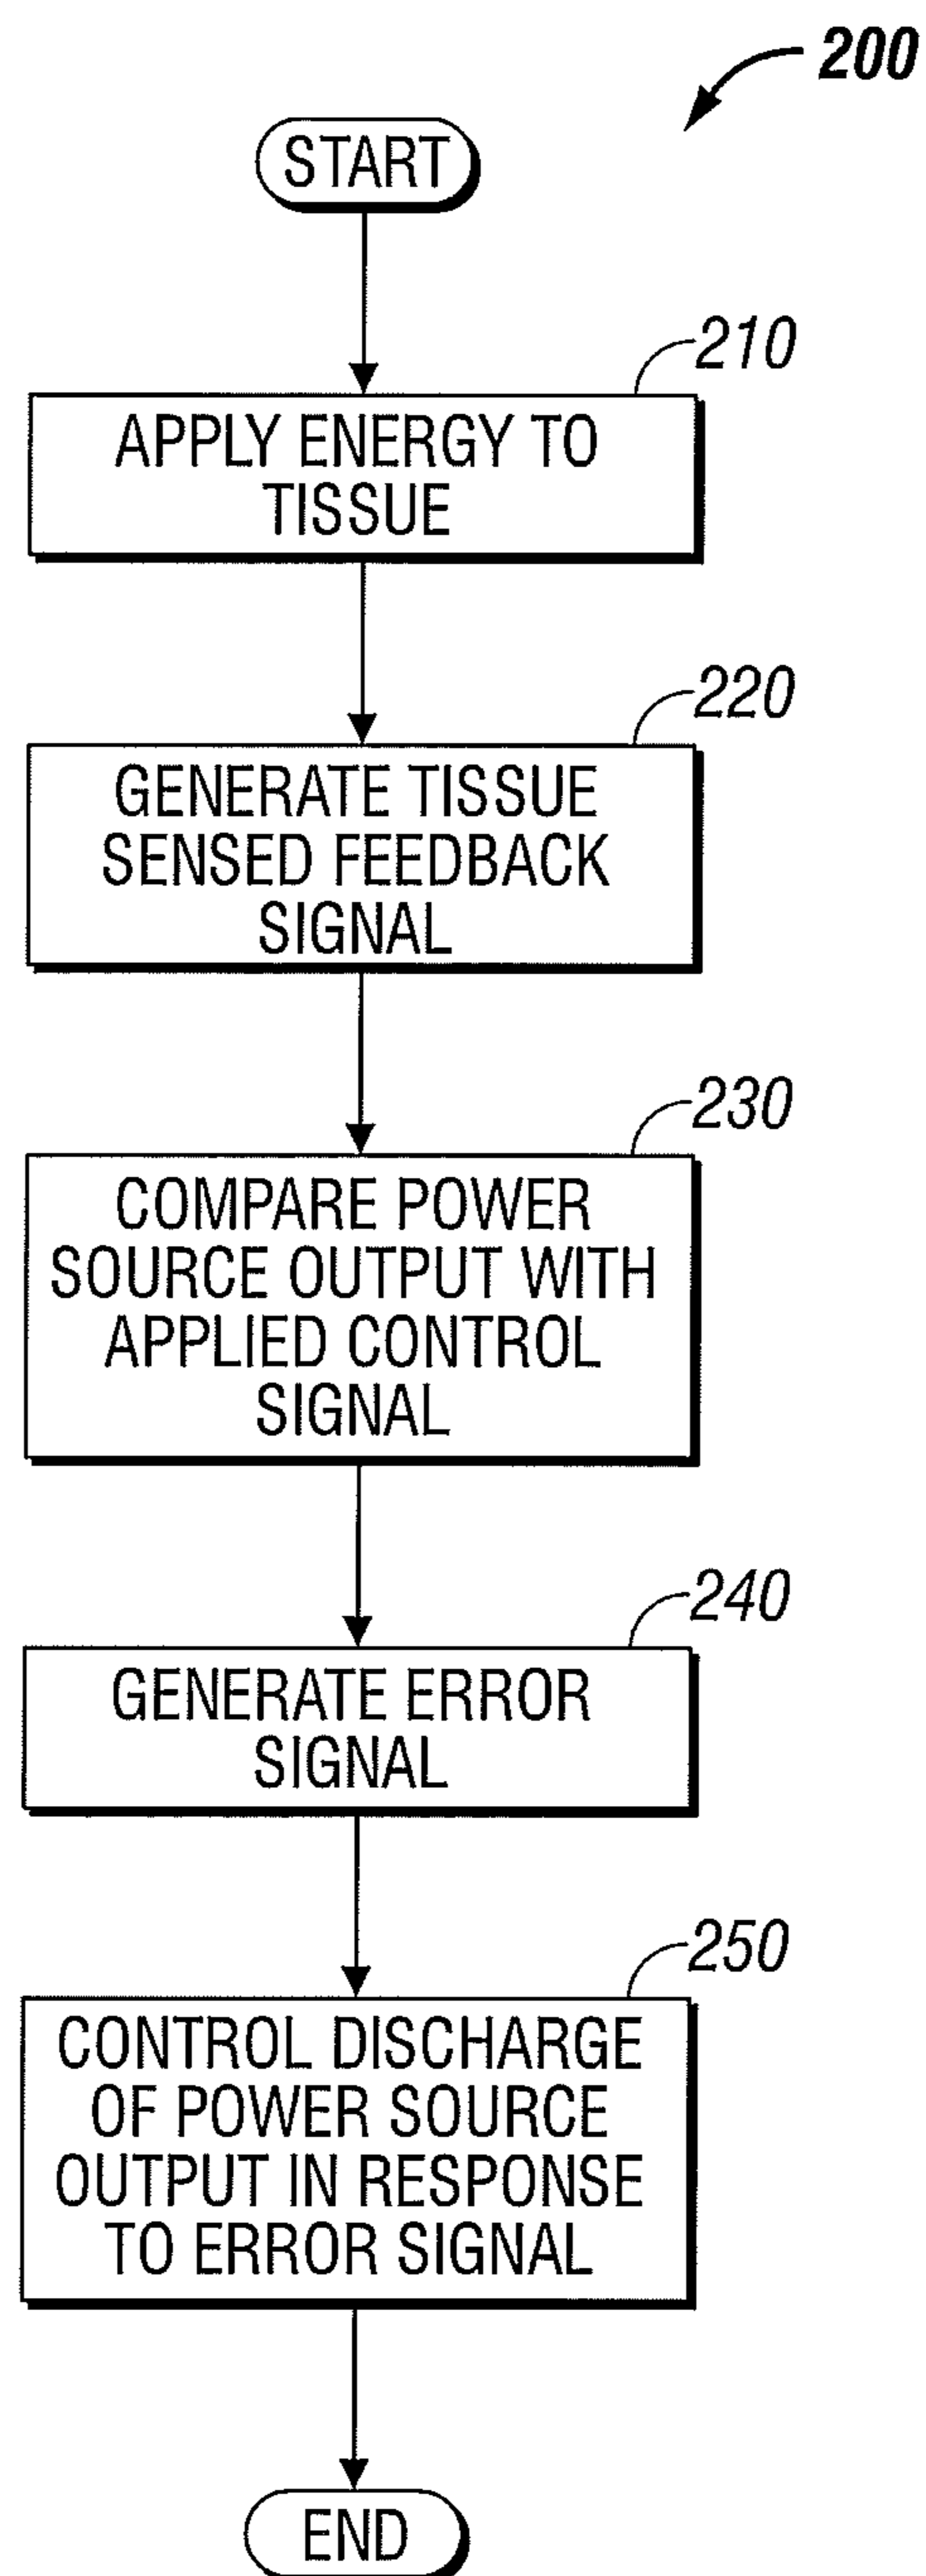 200
START
210
APPLY ENERGY TO
TISSUE
220
GENERATE TISSUE
SENSED FEEDBACK
SIGNAL
230
COMPARE POWER
SOURCE OUTPUT WITH
APPLIED CONTROL
SIGNAL
240
GENERATE ERROR
SIGNAL
250
CONTROL DISCHARGE
OF POWER SOURCE
OUTPUT IN RESPONSE
TO ERROR SIGNAL
END